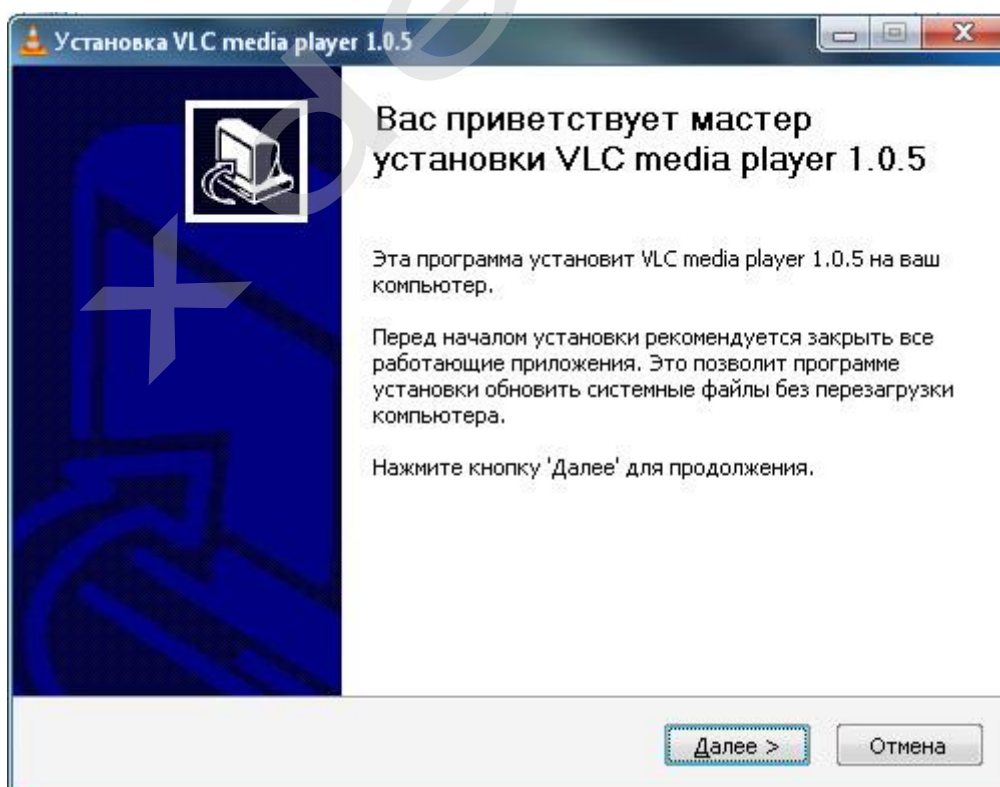 Установка VLC media player 1.0.5
Вас приветствует мастер
установки VLC media player 1.0.5
Эта программа установит VLC media player 1.0.5 на ваш
компьютер.
Перед началом установки рекомендуется закрыть все
работающие приложения. Это позволит программе
установки обновить системные файлы без перезагрузки
компьютера.
Нажмите кнопку 'Далее' для продолжения.
Далее >
Отмена